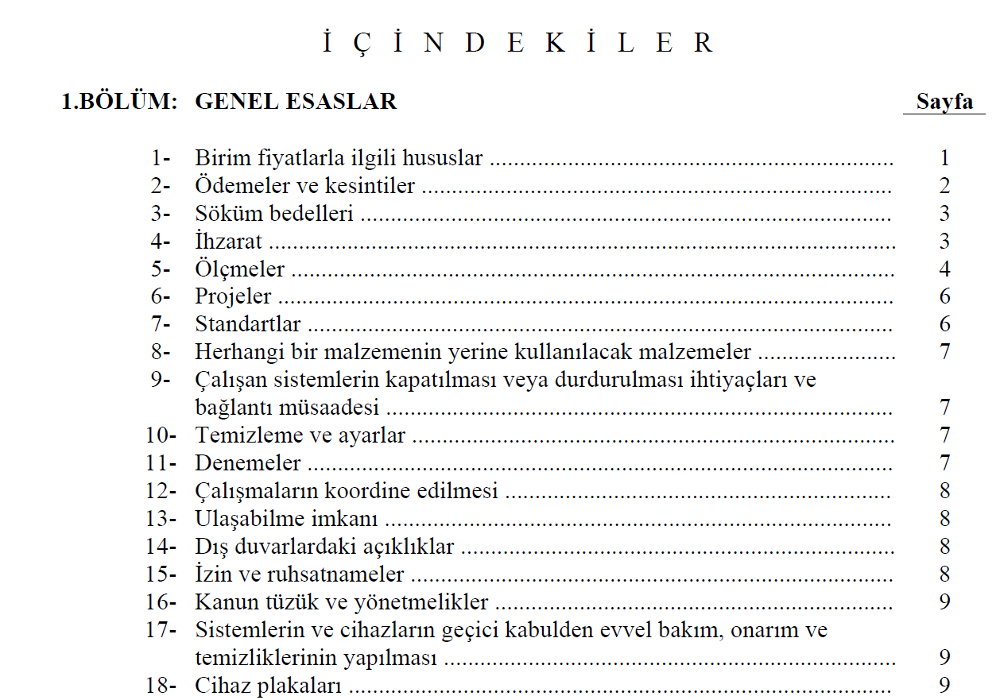 İ Ç İ N D E K İ L E R
1.BÖLÜM: GENEL ESASLAR Sayfa
1- Birim fiyatlarla ilgili hususlar ........................................................... 1
2- Ödemeler ve kesintiler ........................................................... 2
3- Söküm bedelleri ........................................................... 3
4- İhzarat ........................................................... 3
5- Ölçmeler ........................................................... 4
6- Projeler ........................................................... 6
7- Standartlar ........................................................... 6
8- Herhangi bir malzemenin yerine kullanılacak malzemeler ....................... 7
9- Çalışan sistemlerin kapatılması veya durdurulması ihtiyaçları ve
bağlantı müsaadesi ........................................................... 7
10- Temizleme ve ayarlar ........................................................... 7
11- Denemeler ........................................................... 7
12- Çalışmaların koordine edilmesi ........................................................... 8
13- Ulaşabilme imkanı ........................................................... 8
14- Dış duvarlardaki açıklıklar ........................................................... 8
15- İzin ve ruhsatnameler ........................................................... 8
16- Kanun tüzük ve yönetmelikler ........................................................... 9
17- Sistemlerin ve cihazların geçici kabulden evvel bakım, onarım ve
temizliklerinin yapılması ........................................................... 9
18- Cihaz plakaları ........................................................... 9